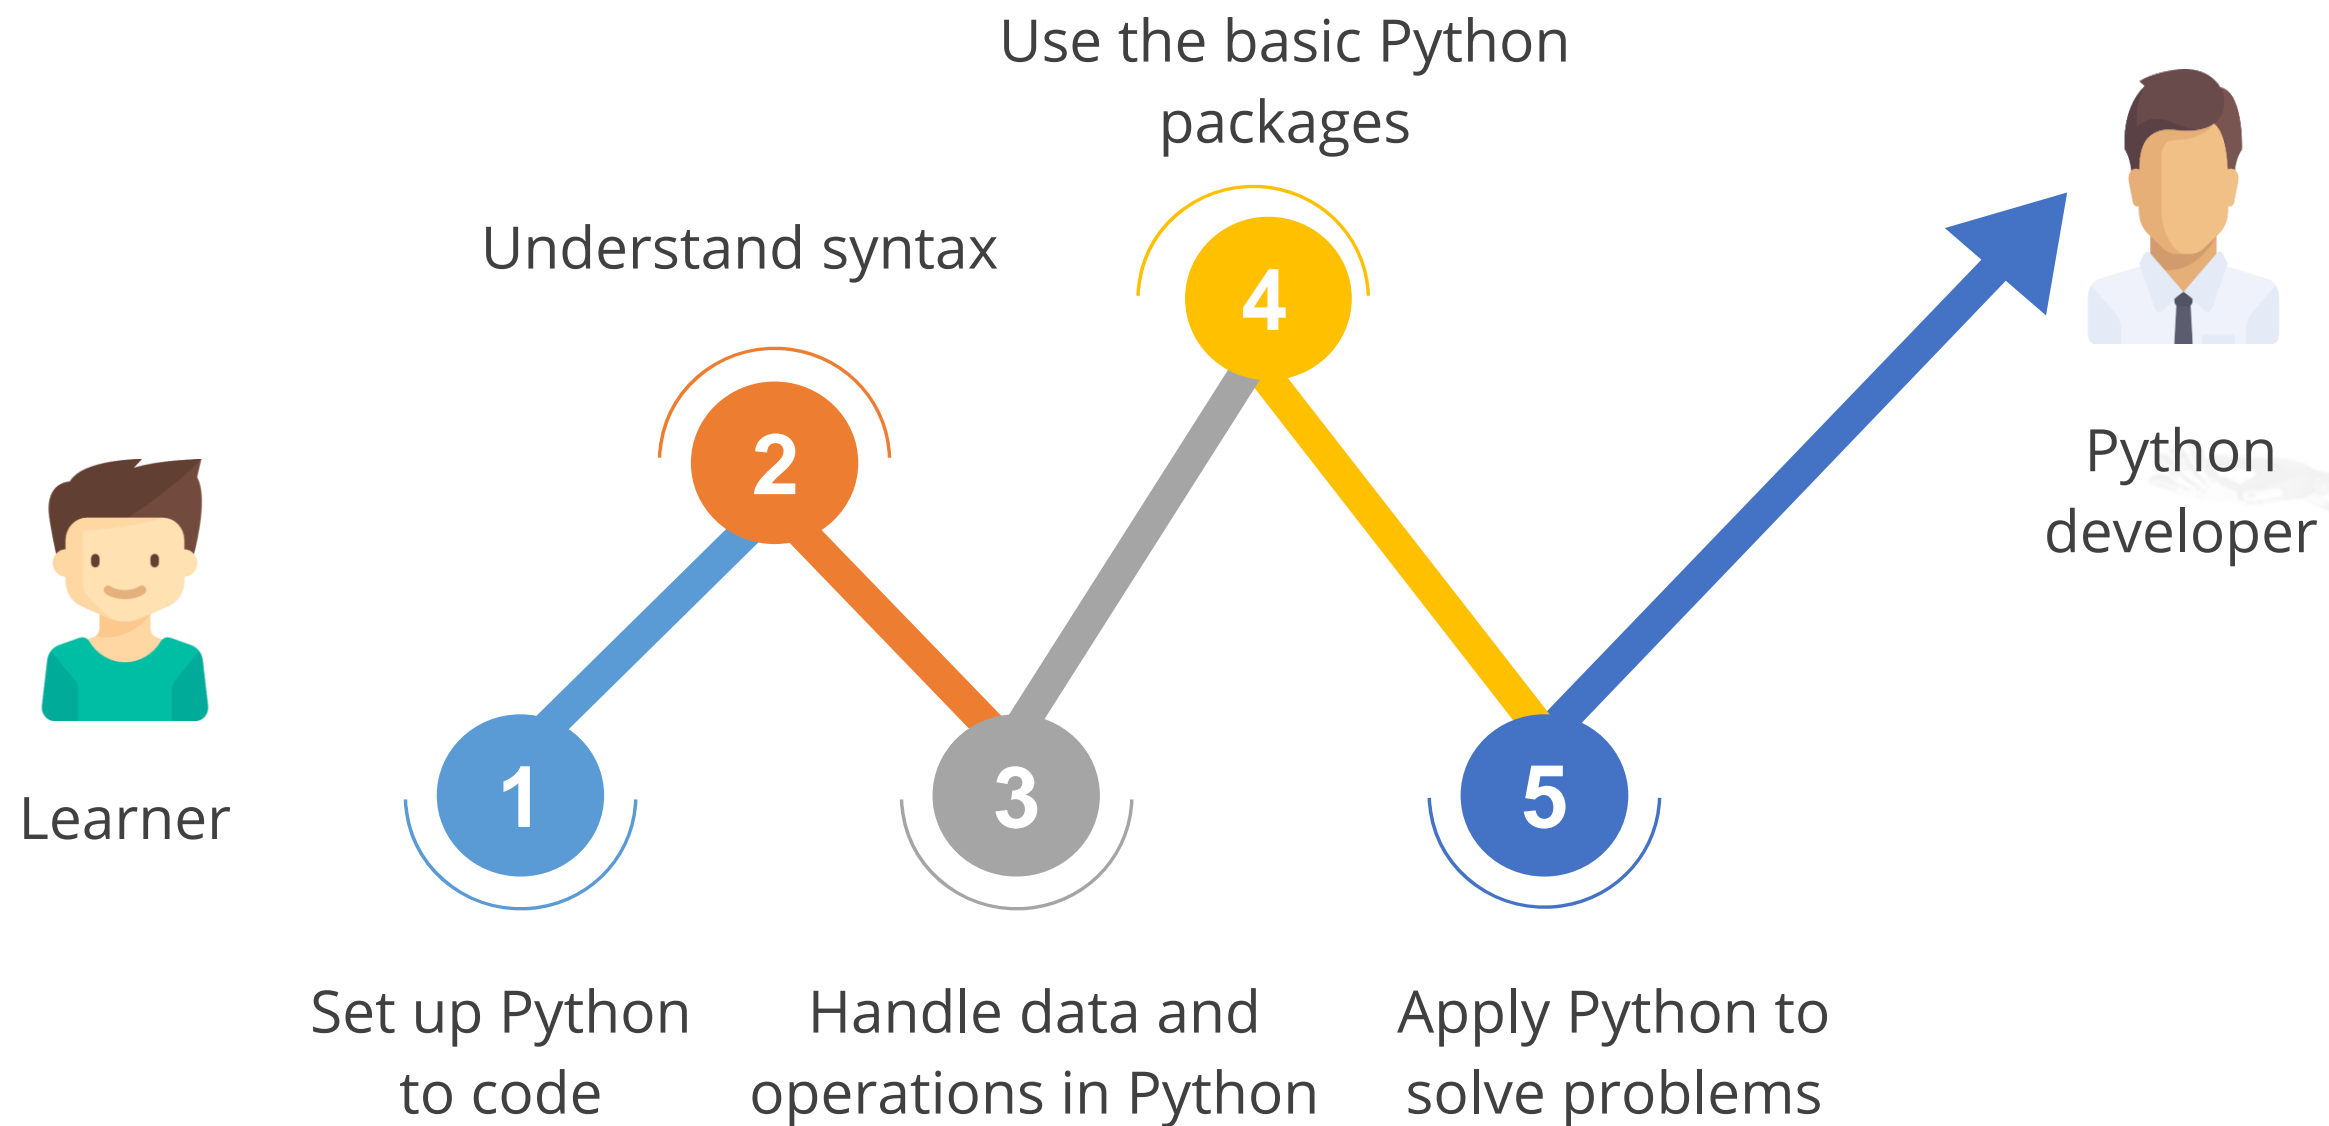 Use the basic Python
packages
Understand syntax
4
2
Python
developer
1
3
5
Learner
Set up Python
to code
Handle data and
operations in Python
Apply Python to
solve problems